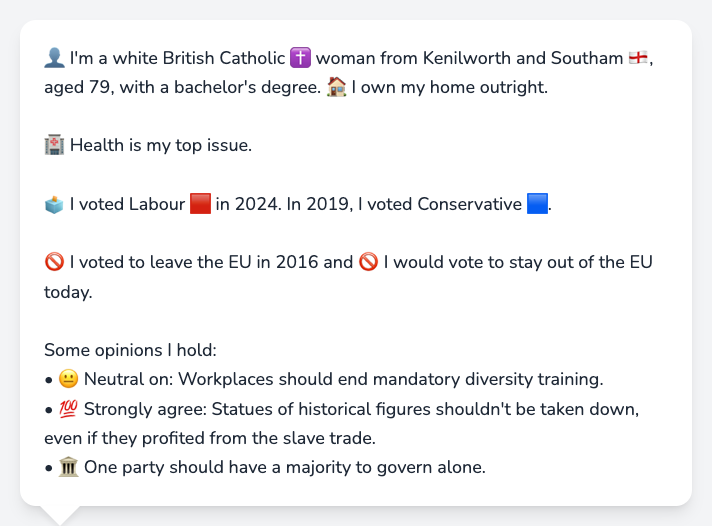 👤 I'm a white British Catholic ✝️ woman from Kenilworth and Southam 🏴󠁧󠁢󠁥󠁮󠁧󠁿,
aged 79, with a bachelor's degree. 🏠 I own my home outright.
🏥 Health is my top issue.
🗳️ I voted Labour 🟥 in 2024. In 2019, I voted Conservative 🟦.
🚫 I voted to leave the EU in 2016 and 🚫 I would vote to stay out of the EU
today.
Some opinions I hold:
• 😐 Neutral on: Workplaces should end mandatory diversity training.
• 💯 Strongly agree: Statues of historical figures shouldn't be taken down,
even if they profited from the slave trade.
• 🏛️ One party should have a majority to govern alone.